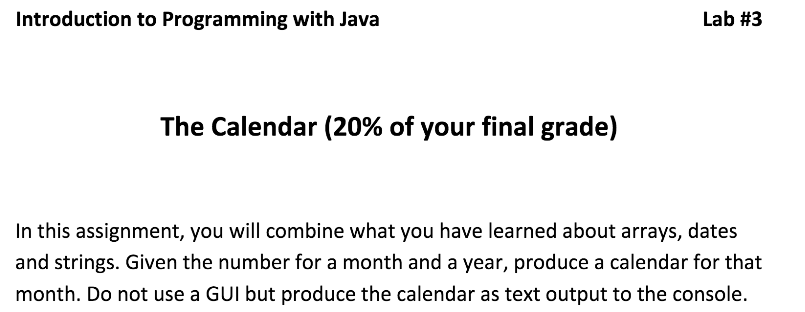 Introduction to Programming with Java Lab #3
The Calendar (20% of your final grade)
In this assignment, you will combine what you have learned about arrays, dates
and strings. Given the number for a month and a year, produce a calendar for that
month. Do not use a GUI but produce the calendar as text output to the console.